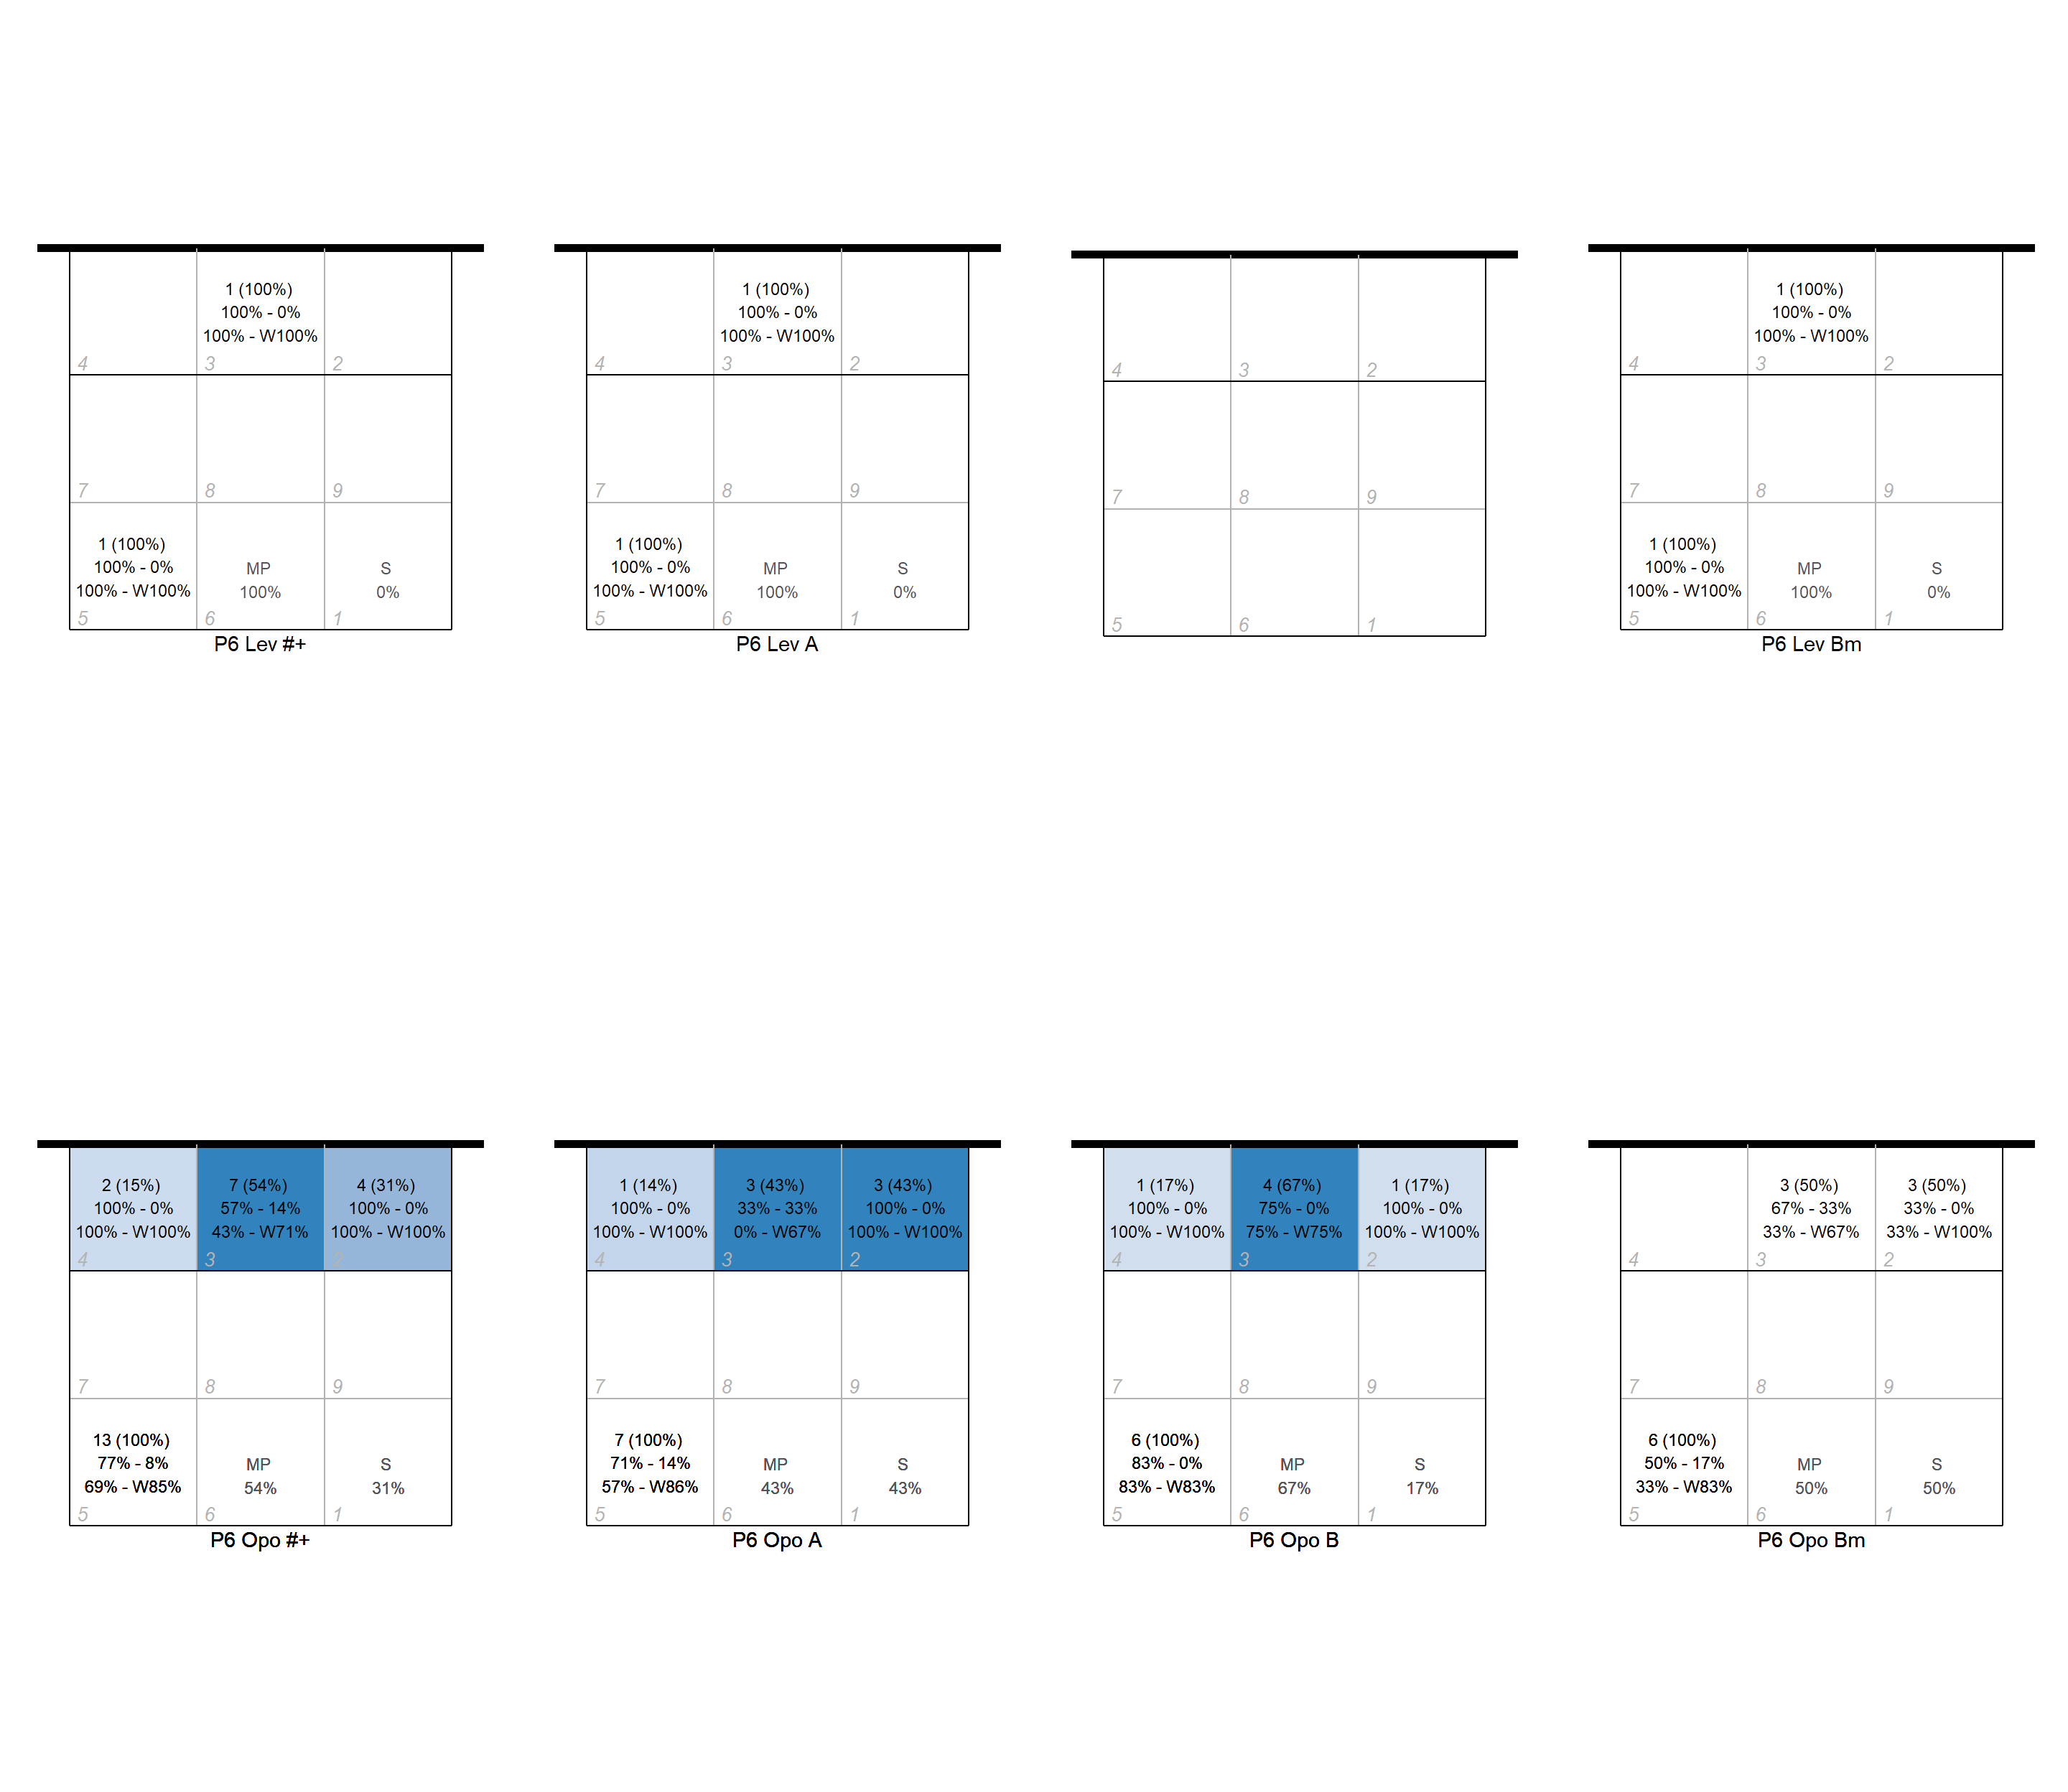 1 (100%)
100% - 0%
100% - W100%
4
3
2
7
8
9
1 (100%)
100% - 0%
100% - W100%
MP
100%
S
0%
5
6
1
P6 Lev #+
1 (100%)
100% - 0%
100% - W100%
4
3
2
7
8
9
1 (100%)
100% - 0%
100% - W100%
MP
100%
S
0%
5
6
1
P6 Lev A
4
3
2
7
8
9
5
6
1
1 (100%)
100% - 0%
100% - W100%
4
3
2
7
8
9
1 (100%)
100% - 0%
100% - W100%
MP
100%
S
0%
5
6
1
P6 Lev Bm
2 (15%)
100% - 0%
100% - W100%
4
7 (54%)
57% - 14%
43% - W71%
3
4 (31%)
100% - 0%
100% - W100%
2
7
8
9
13 (100%)
77% - 8%
69% - W85%
MP
54%
S
31%
5
6
1
P6 Opo #+
1 (14%)
100% - 0%
100% - W100%
4
3 (43%)
33% - 33%
0% - W67%
3
3 (43%)
100% - 0%
100% - W100%
2
7
8
9
7 (100%)
71% - 14%
57% - W86%
MP
43%
S
43%
5
6
1
P6 Opo A
1 (17%)
100% - 0%
100% - W100%
4
4 (67%)
75% - 0%
75% - W75%
3
1 (17%)
100% - 0%
100% - W100%
2
7
8
9
6 (100%)
83% - 0%
83% - W83%
MP
67%
S
17%
5
6
1
P6 Opo B
4
3 (50%)
67% - 33%
33% - W67%
3
3 (50%)
33% - 0%
33% - W100%
2
7
8
9
6 (100%)
50% - 17%
33% - W83%
MP
50%
S
50%
5
6
1
P6 Opo Bm